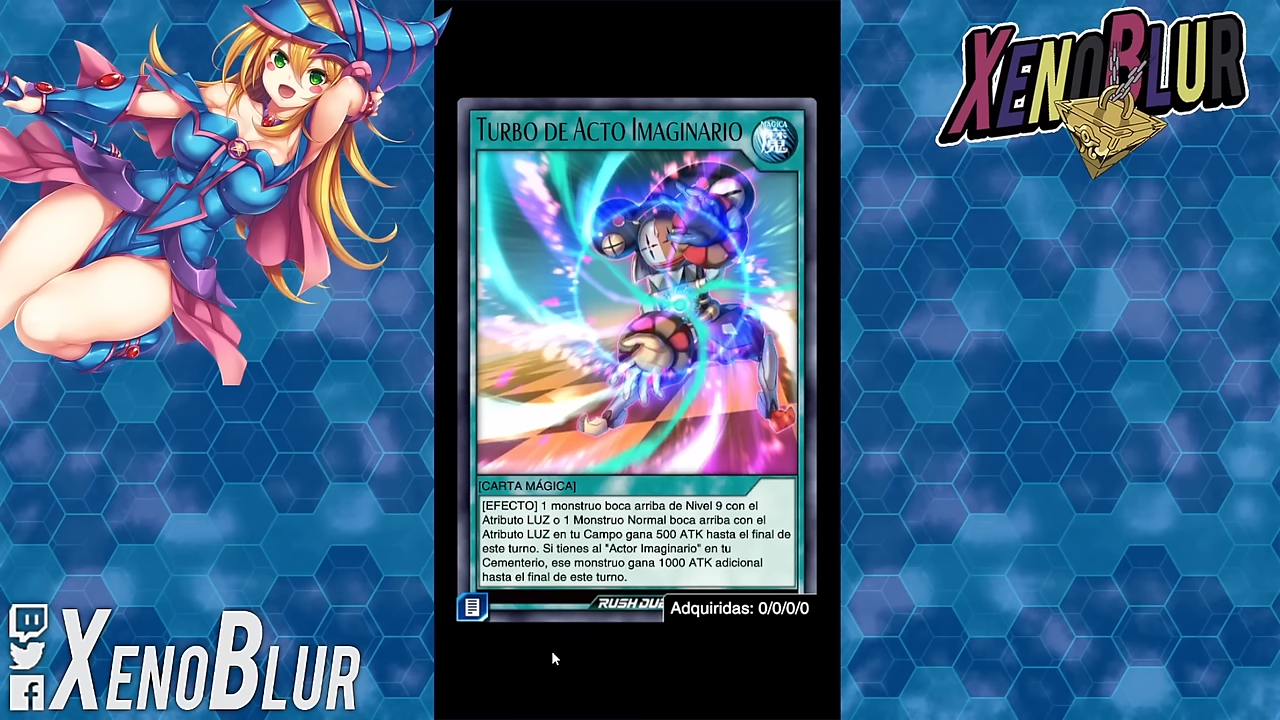 XENOBLUR
TURBO DE ACTO IMAGINARIO
MÁGICA
[CARTA MÁGICA]
[EFECTO] 1 monstruo boca arriba de Nivel 9 con el
Atributo LUZ o 1 Monstruo Normal boca arriba con el
Atributo LUZ en tu Campo gana 500 ATK hasta el final de
este turno. Si tienes al "Actor Imaginario" en tu
Cementerio, ese monstruo gana 1000 ATK adicional
hasta el final de este turno.
RUSH DUE
Adquiridas: 0/0/0/0
XENOBLUR